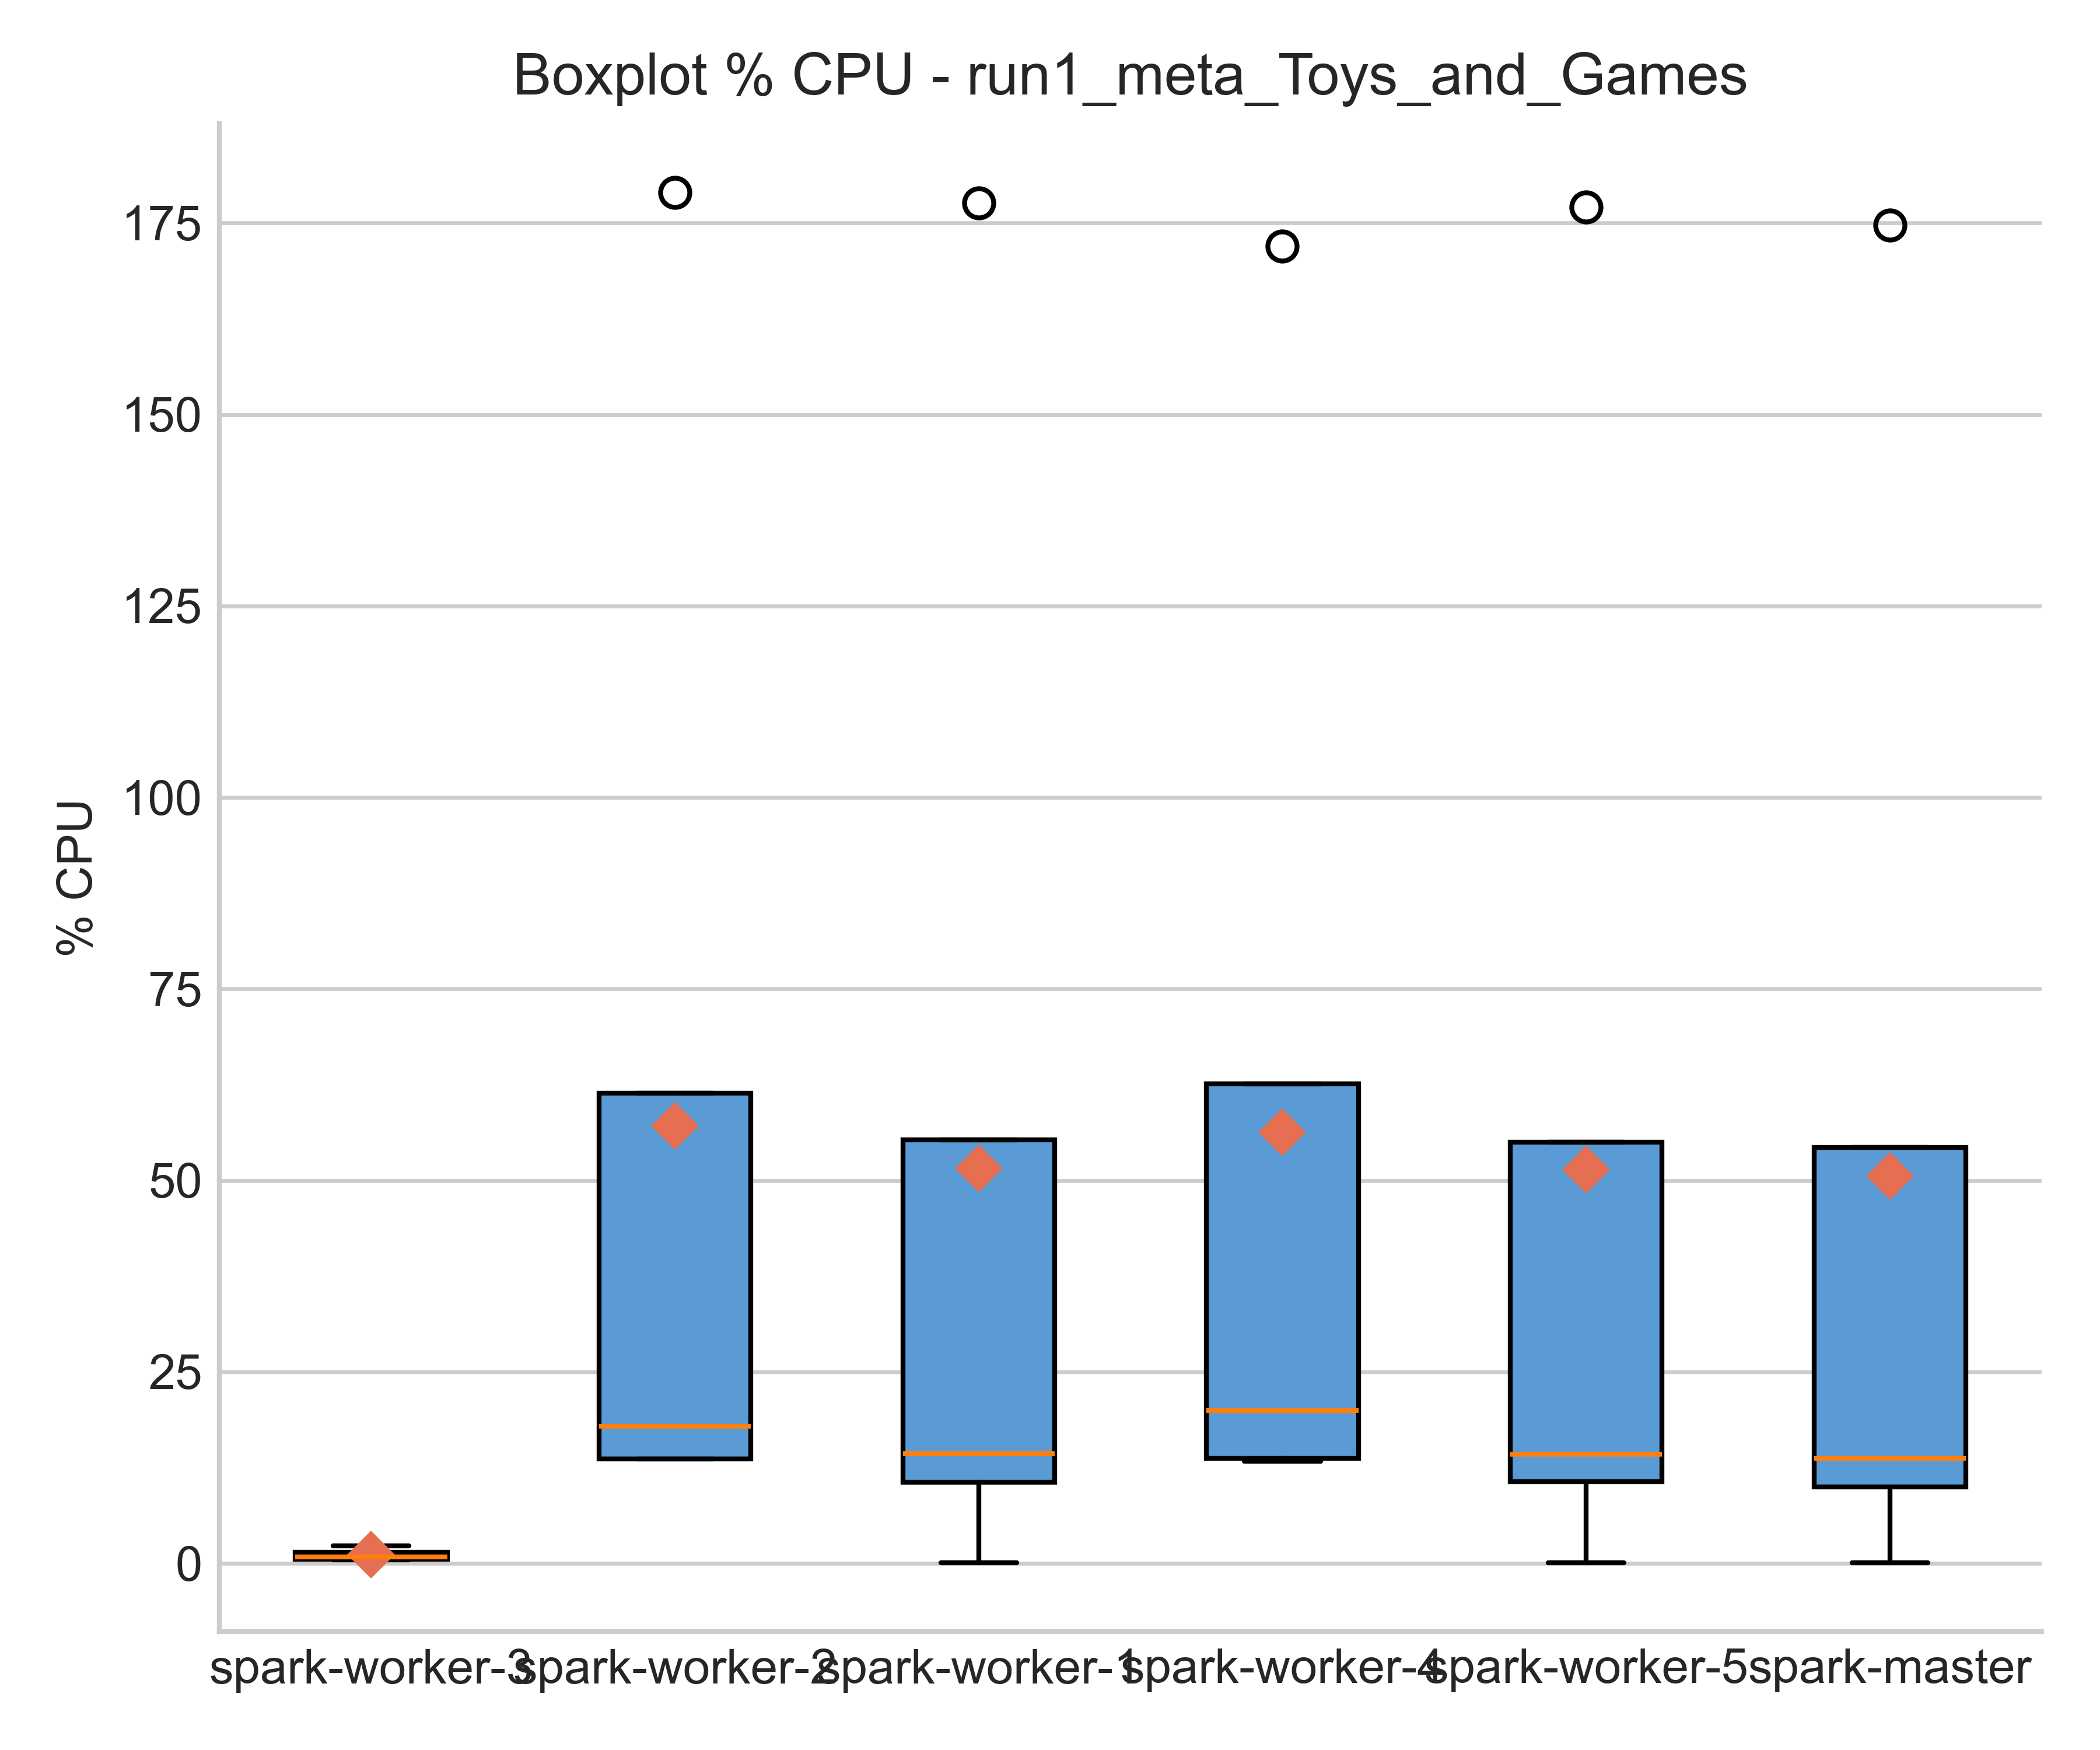 Boxplot % CPU - run1_meta_Toys_and_Games
175
150
125
100
75
50
25
0
% CPU
spark-worker-3 spark-worker-2 spark-worker-1 spark-worker-4 spark-worker-5 spark-master